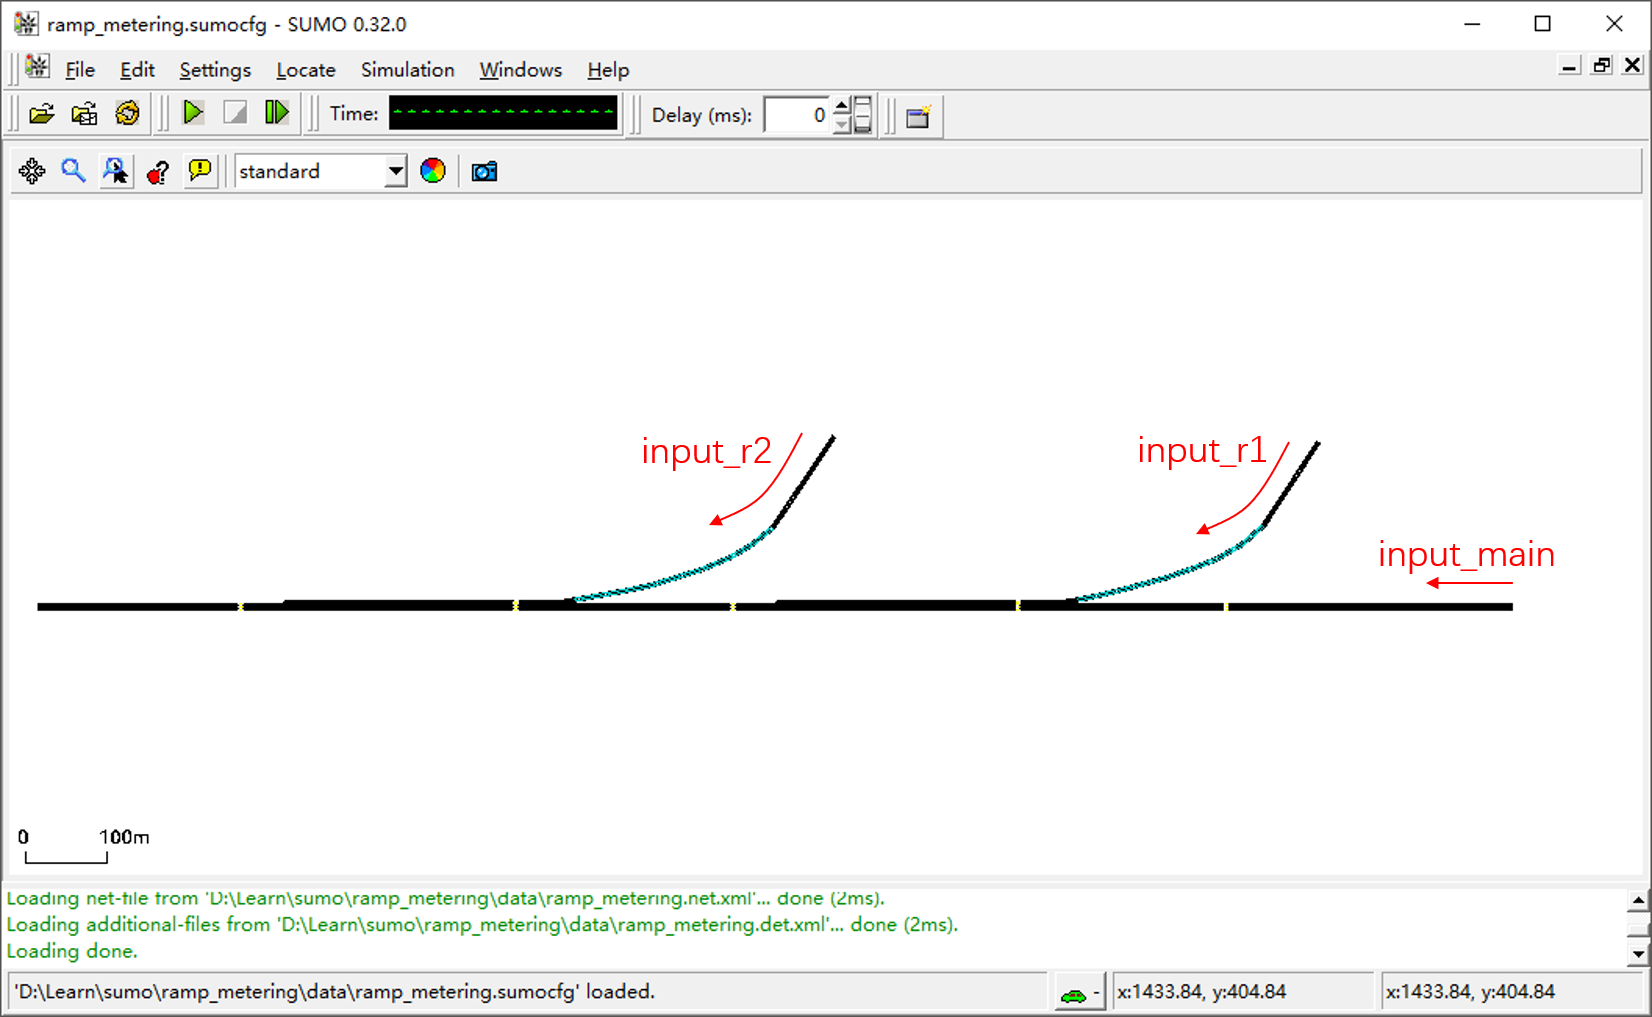 ramp_metering.sumocfg - SUMO 0.32.0
File Edit Settings Locate Simulation Windows Help
Time: Delay (ms): 0
standard
input_r2
input_r1
input_main
0 100m
Loading net-file from 'D:\Learn\sumo\ramp_metering\data\ramp_metering.net.xml'... done (2ms).
Loading additional-files from 'D:\Learn\sumo\ramp_metering\data\ramp_metering.det.xml'... done (2ms).
Loading done.
'D:\Learn\sumo\ramp_metering\data\ramp_metering.sumocfg' loaded.
- x:1433.84, y:404.84 x:1433.84, y:404.84